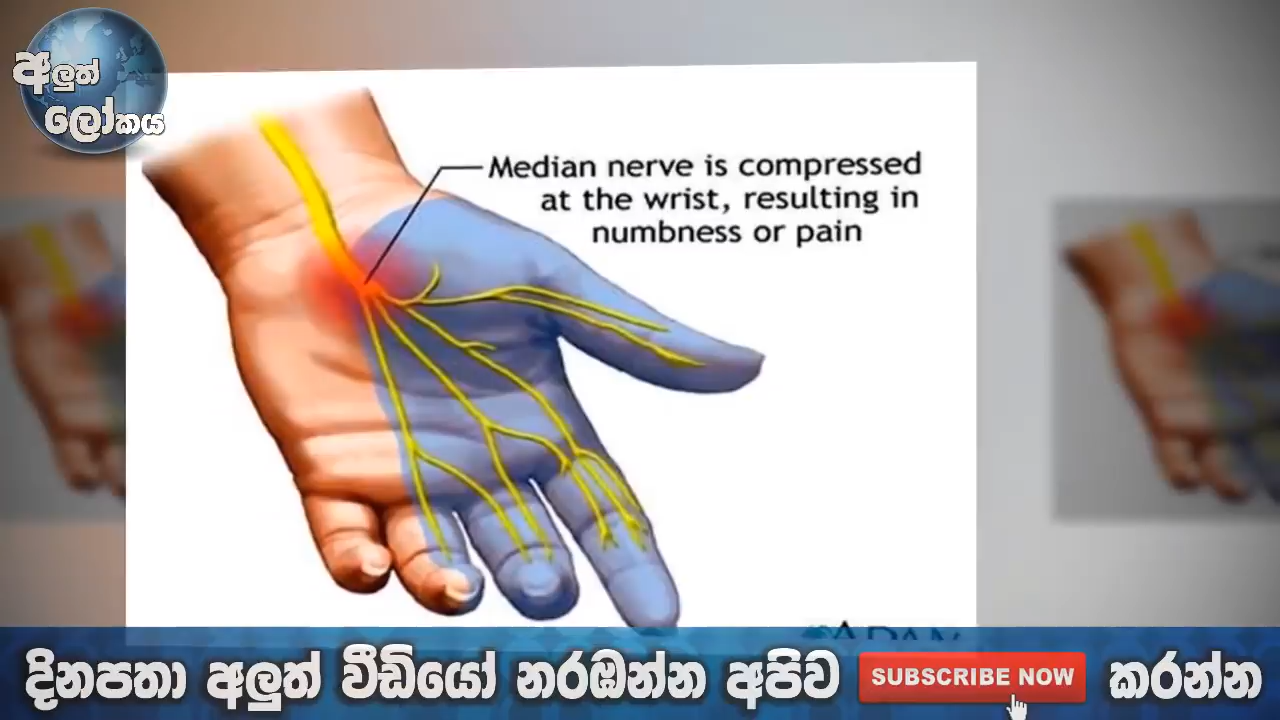 අලුත්
ලෝකය
Median nerve is compressed
at the wrist, resulting in
numbness or pain
දිනපතා අලුත් වීඩියෝ නරඹන්න අපිව SUBSCRIBE NOW කරන්න